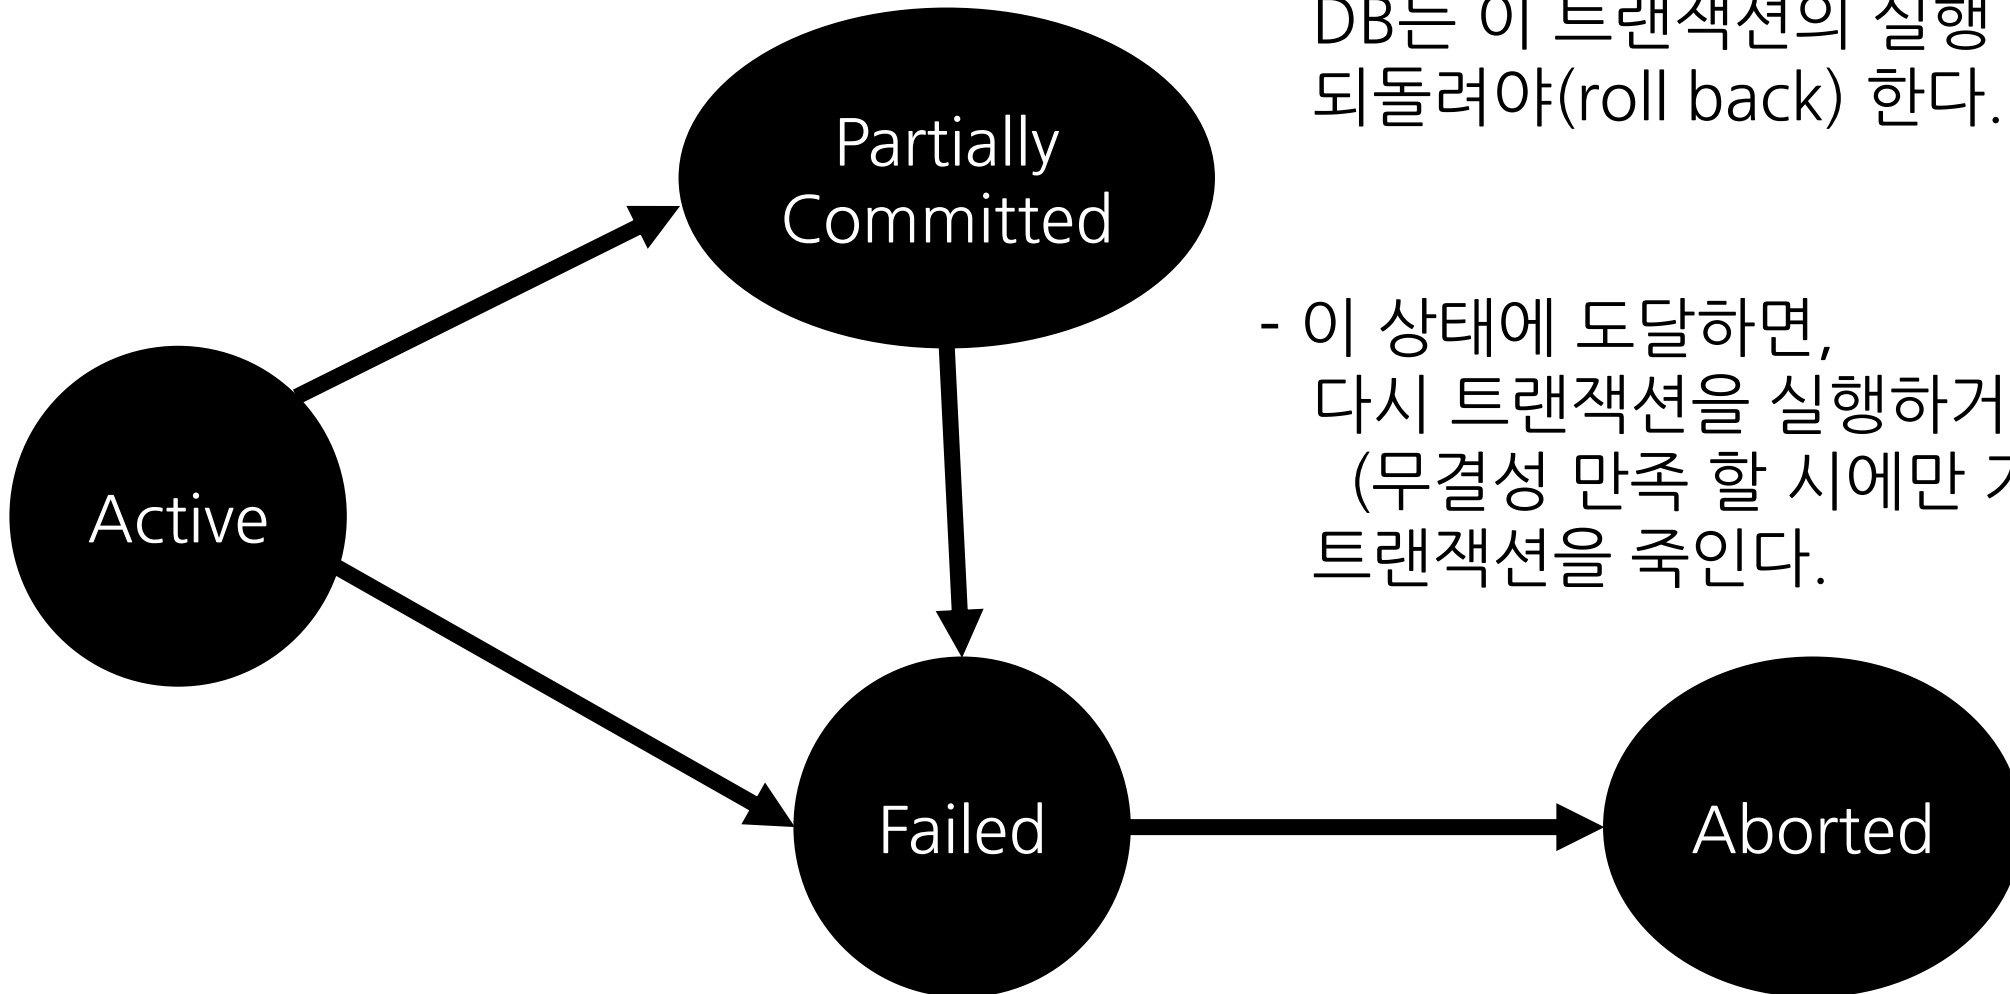 DB는 이 트랜잭션의 실행
되돌려야(roll back) 한다.
Partially
Committed
- 이 상태에 도달하면,
다시 트랜잭션을 실행하거
(무결성 만족 할 시에만
트랜잭션을 죽인다.
Active
Failed
Aborted